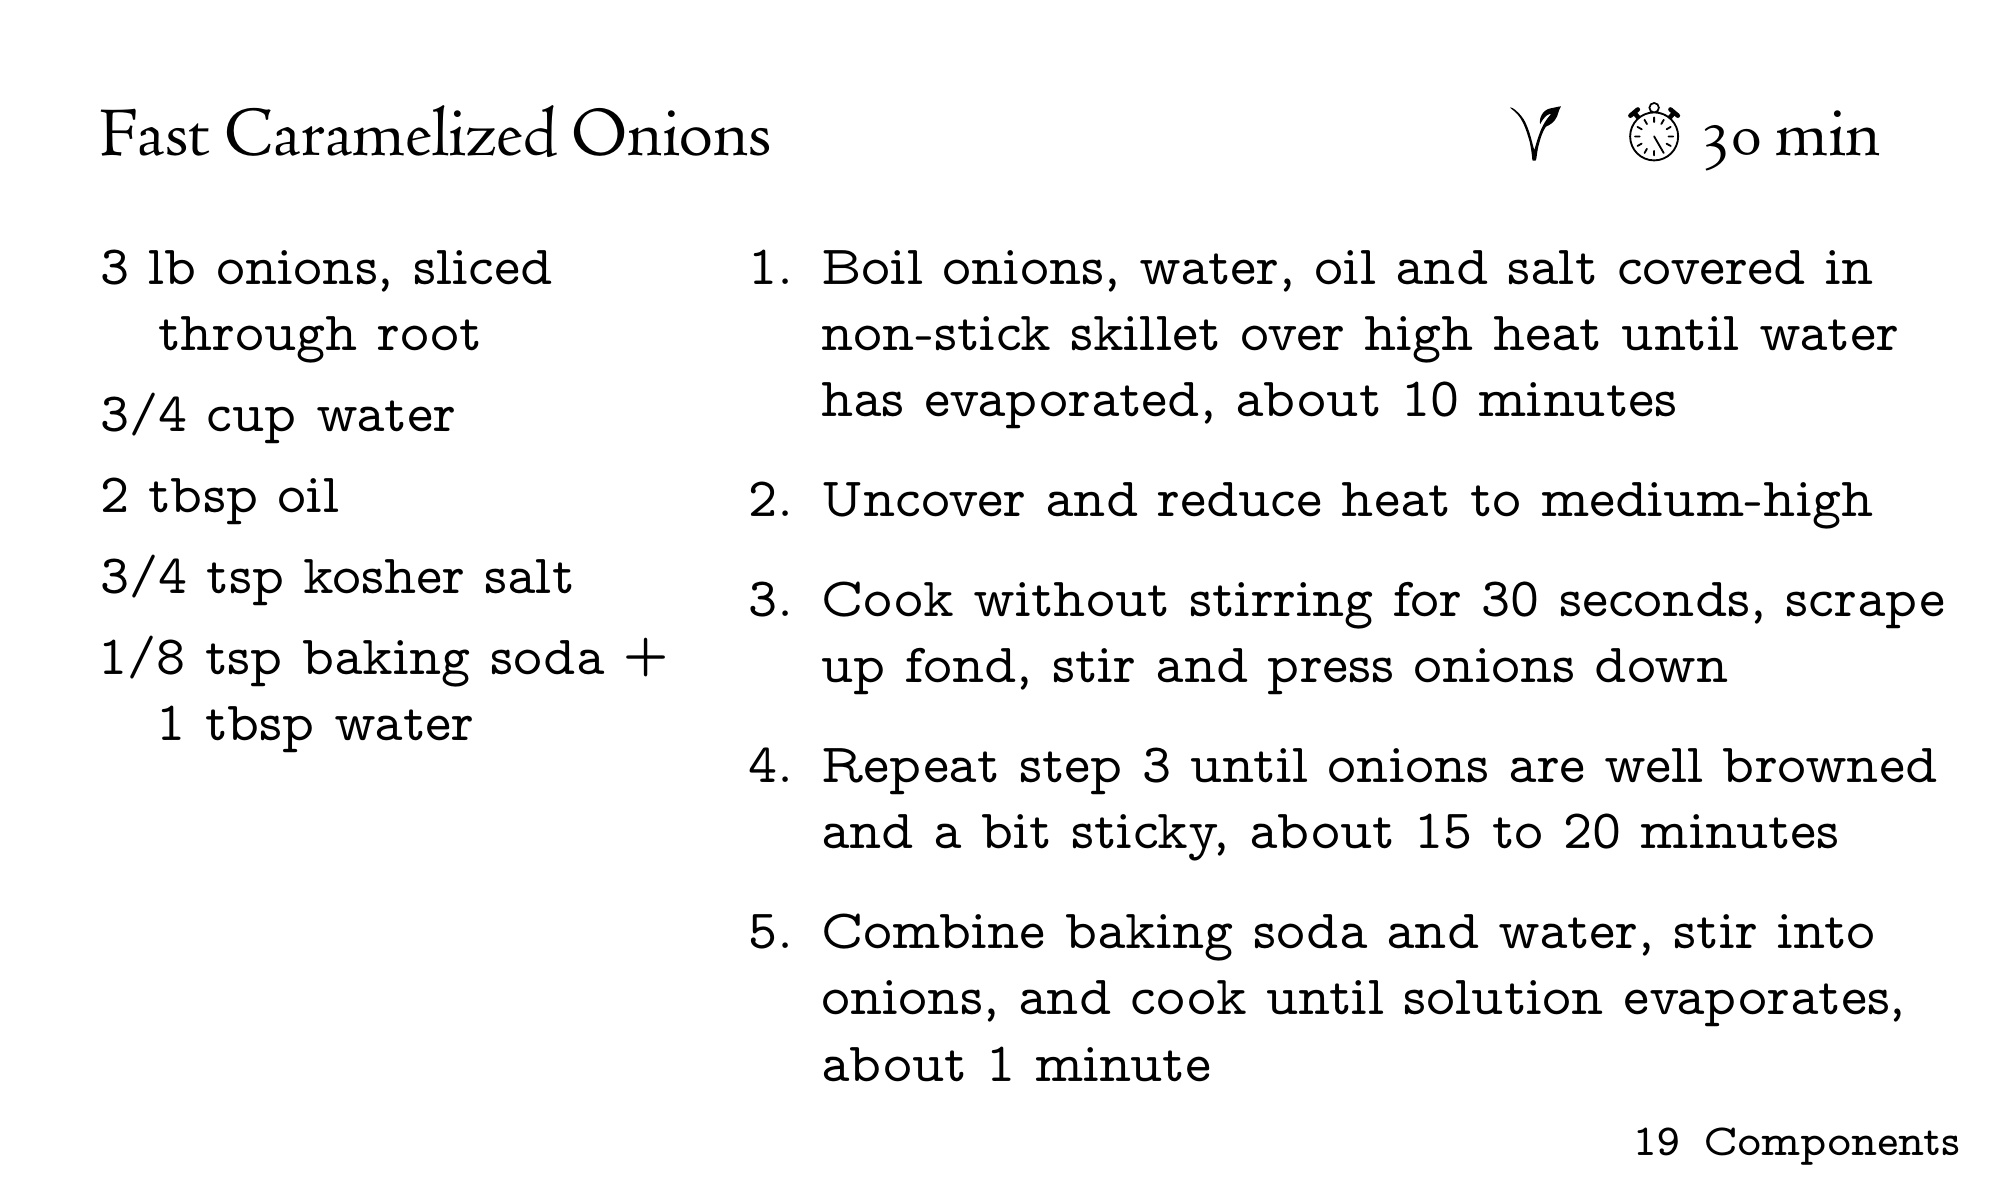 Fast Caramelized Onions
30 min
3 lb onions, sliced
through root
3/4 cup water
2 tbsp oil
3/4 tsp kosher salt
1/8 tsp baking soda +
1 tbsp water
1. Boil onions, water, oil and salt covered in
non-stick skillet over high heat until water
has evaporated, about 10 minutes
2. Uncover and reduce heat to medium-high
3. Cook without stirring for 30 seconds, scrape
up fond, stir and press onions down
4. Repeat step 3 until onions are well browned
and a bit sticky, about 15 to 20 minutes
5. Combine baking soda and water, stir into
onions, and cook until solution evaporates,
about 1 minute
19 Components